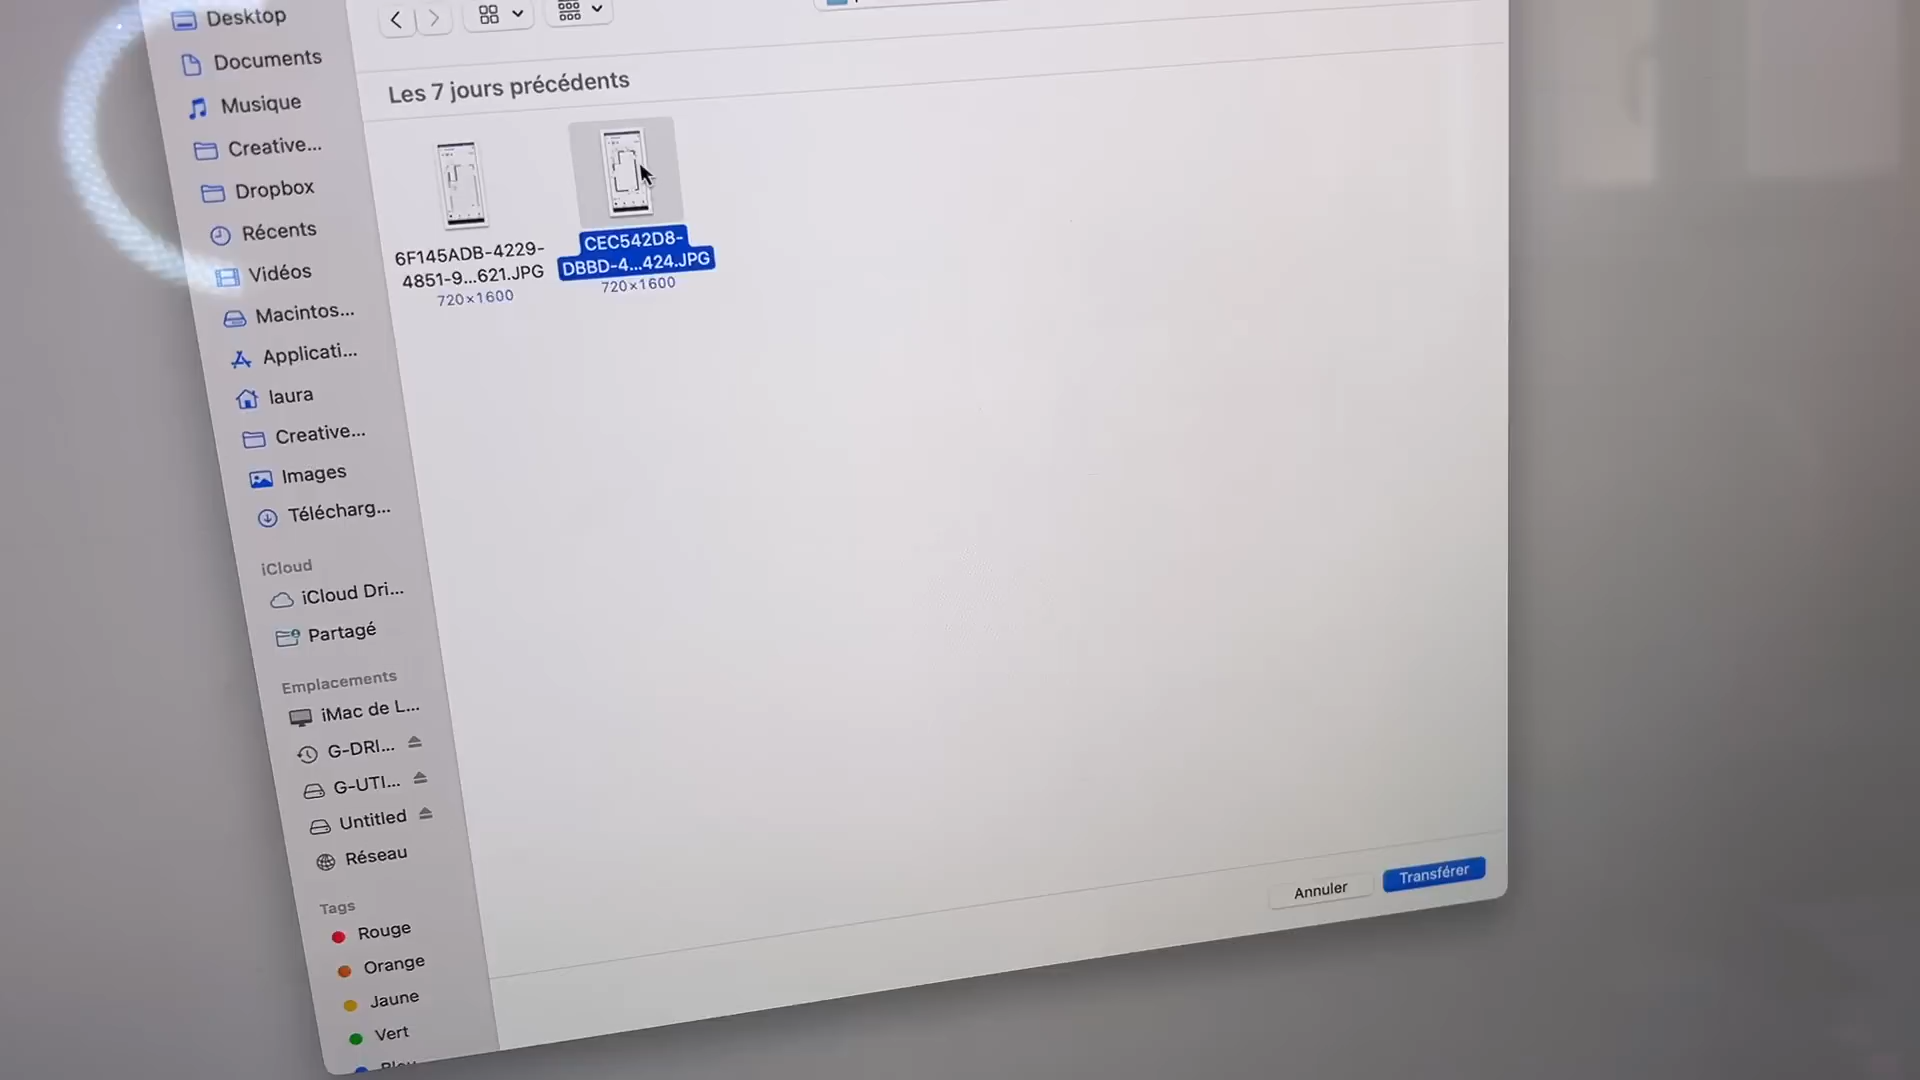 Desktop
Documents
Musique
Creative...
Dropbox
Récents
Vidéos
Macintos...
Applicati...
laura
Creative...
Images
Télécharg...
iCloud
iCloud Dri...
Partagé
Emplacements
iMac de L...
G-DRI...
G-UTI...
Untitled
Réseau
Tags
Rouge
Orange
Jaune
Vert
Les 7 jours précédents
6F145ADB-4229-
4851-9...621.JPG
720×1600
CEC542D8-
DBBD-4...424.JPG
720×1600
Annuler
Transférer